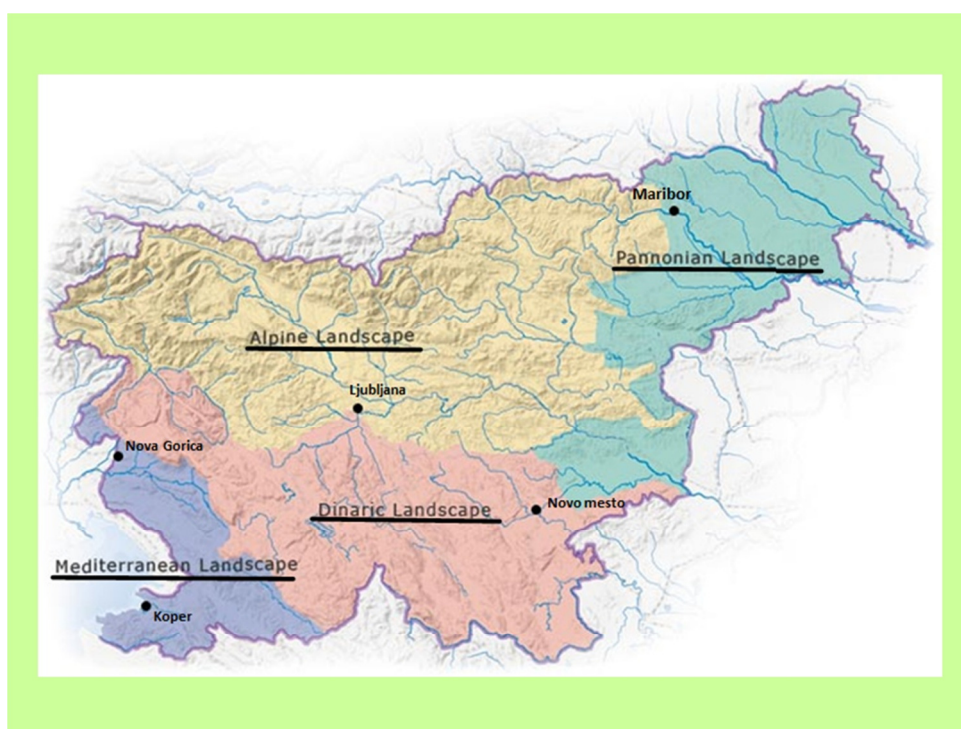 Maribor
Pannonian Landscape
Alpine Landscape
Ljubljana
Nova Gorica
Dinaric Landscape
Novo mesto
Mediterranean Landscape
Koper